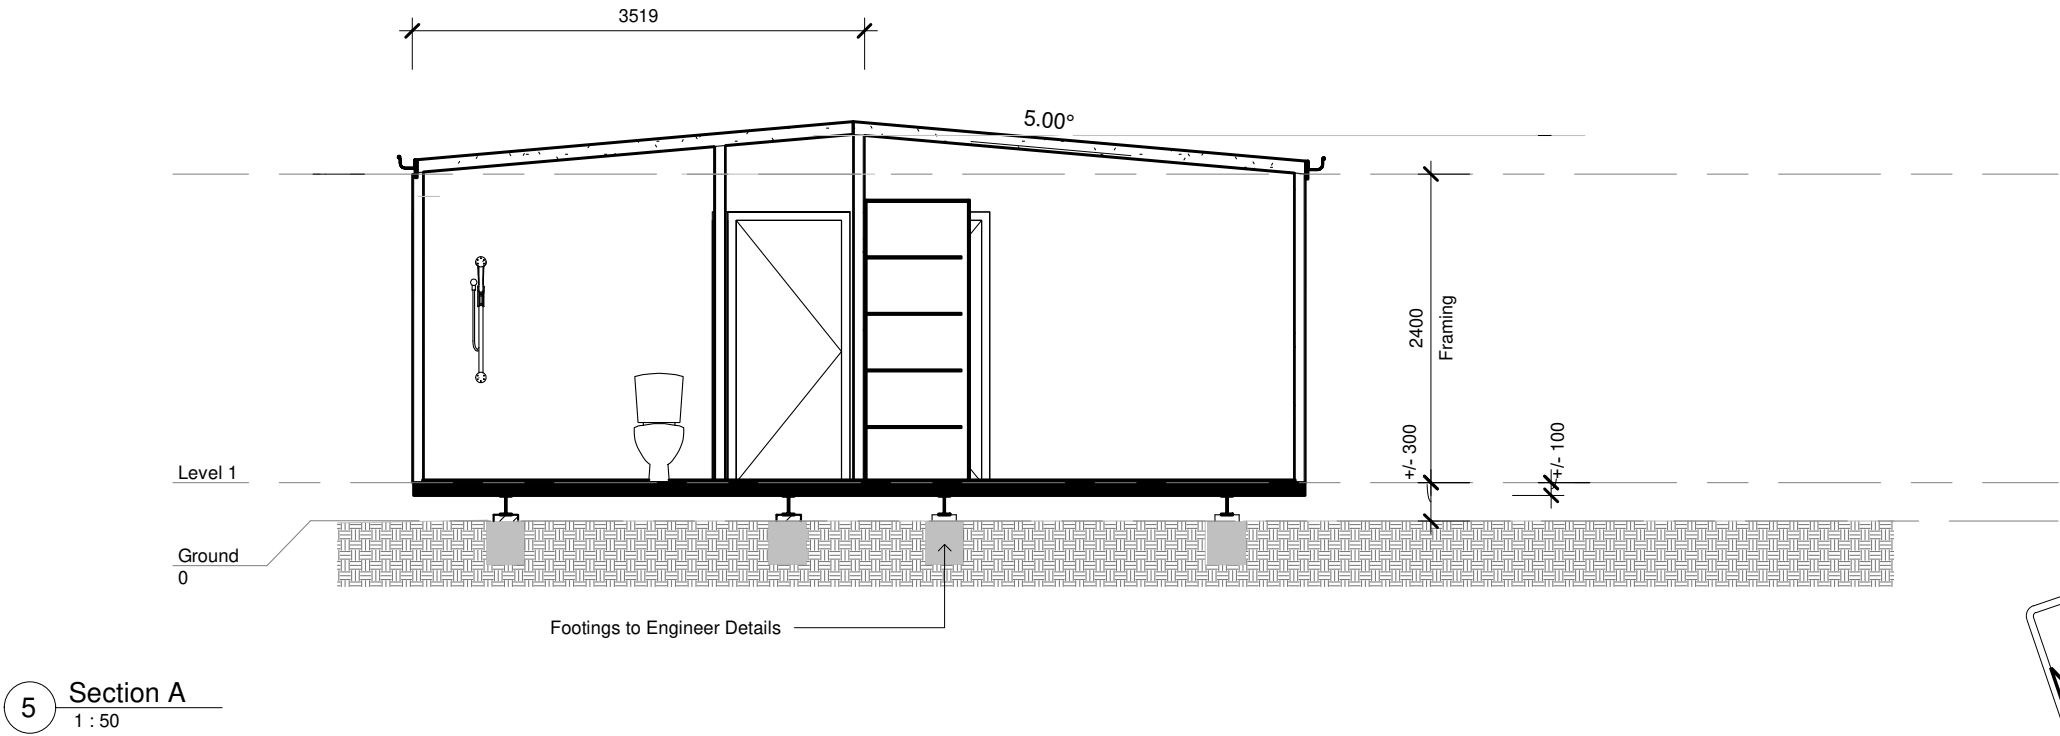 3519
5.00°
2400
Framing
+/- 300
+/- 100
Level 1
Ground
0
Footings to Engineer Details
5
Section A
1 : 50